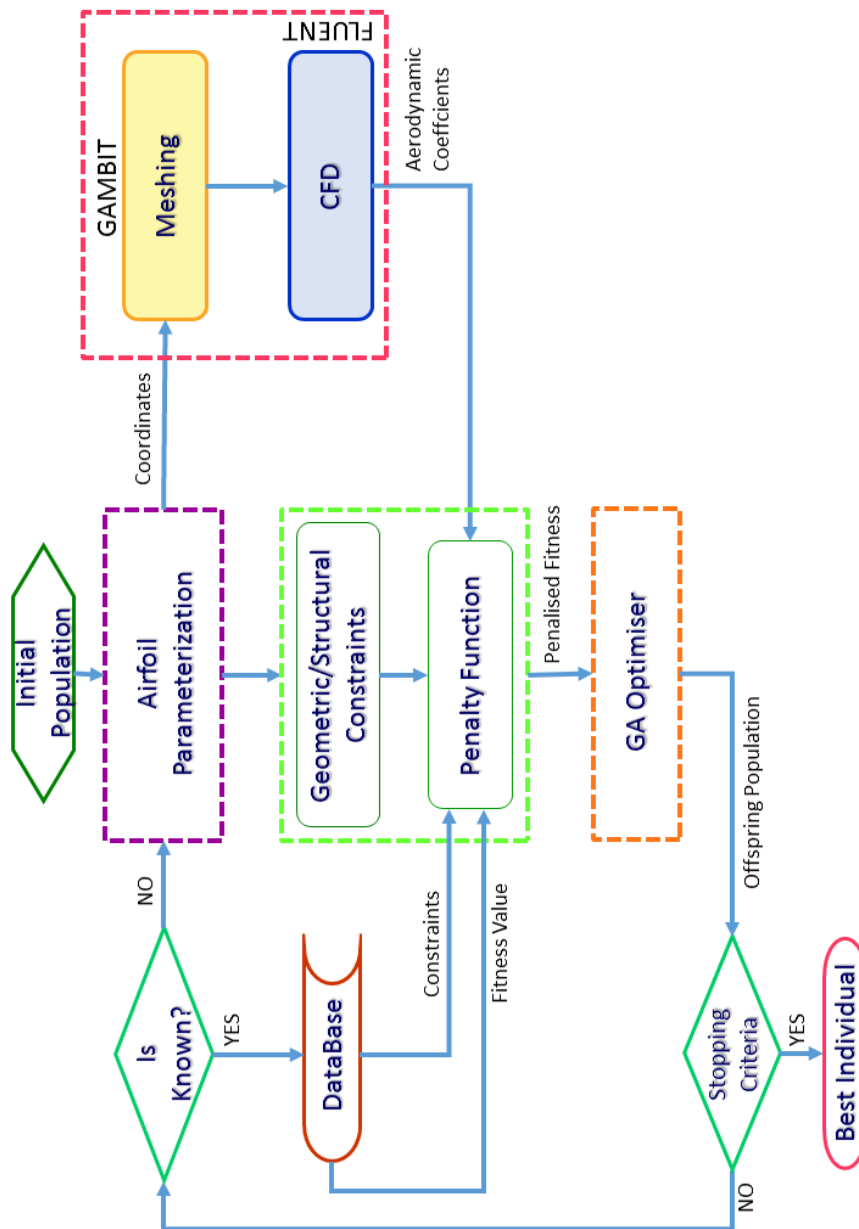 Initial
Population
Airfoil
Parameterization
Coordinates
GAMBIT
Meshing
CFD
FLUENT
Aerodynamic
Coeffcients
Is
Known?
NO
YES
DataBase
Constraints
Fitness Value
Geometric/Structural
Constraints
Penalty Function
Penalised Fitness
GA Optimiser
Offspring Population
Stopping
Criteria
NO
YES
Best Individual